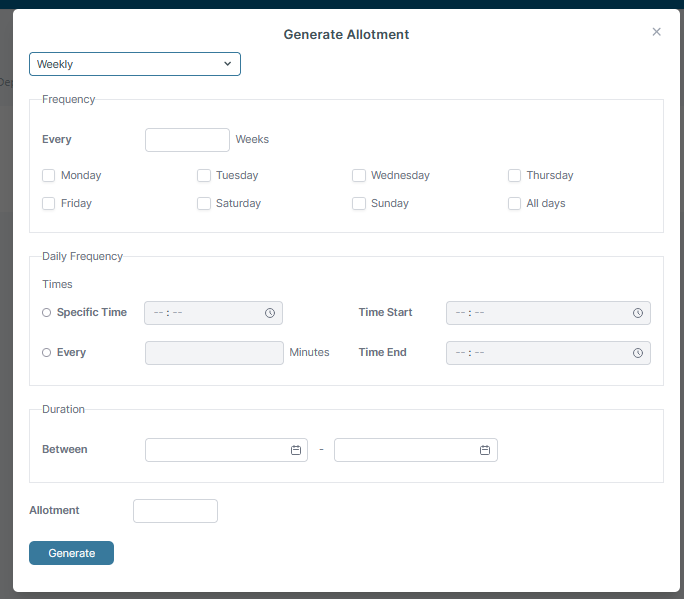 Generate Allotment
×
Weekly
Dep
Frequency
Every Weeks
Monday Tuesday Wednesday Thursday
Friday Saturday Sunday All days
Daily Frequency
Times
Specific Time --:-- Time Start --:--
Every Minutes Time End --:--
Duration
Between -
Allotment
Generate